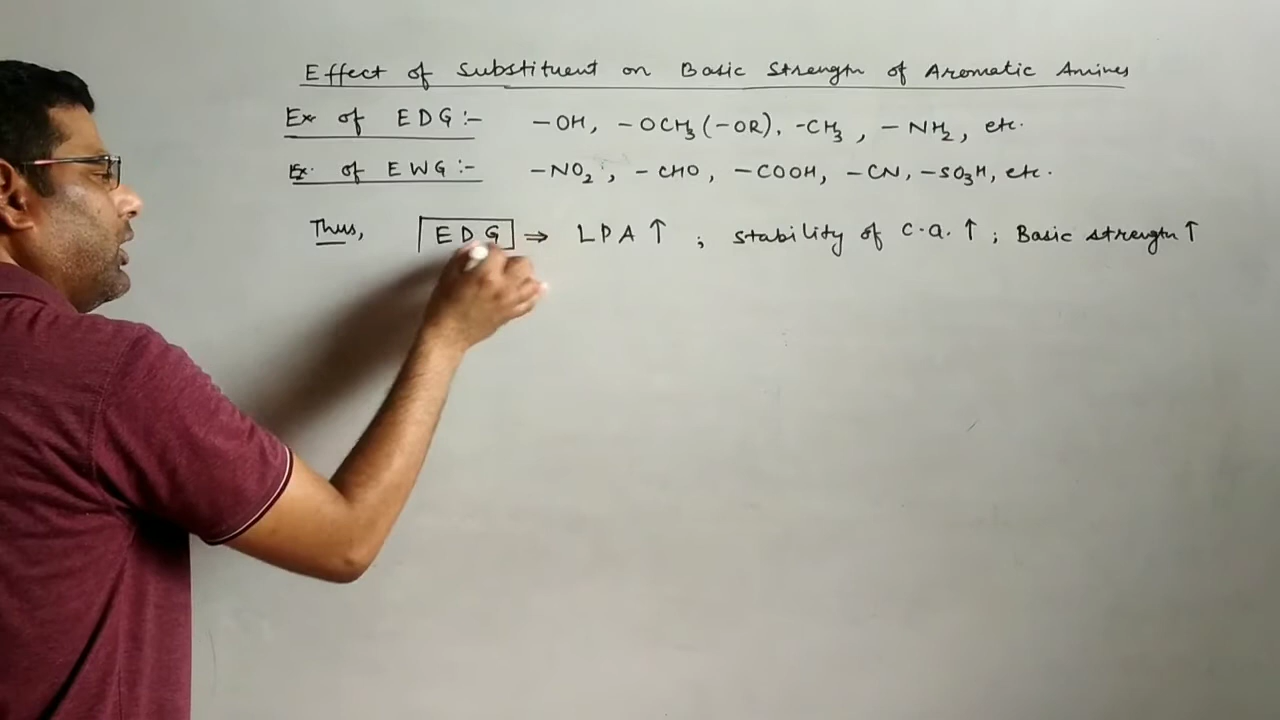 Effect of Substituent on Basic Strength of Aromatic Amines
Ex of EDG:- -OH, -OCH₃(-OR), -CH₃, -NH₂, etc.
Ex. of EWG:- -NO₂, -CHO, -COOH, -CN, -SO₃H, etc.
Thus, EDG ⇒ LPA ↑ ; Stability of C.a. ↑ ; Basic strength ↑